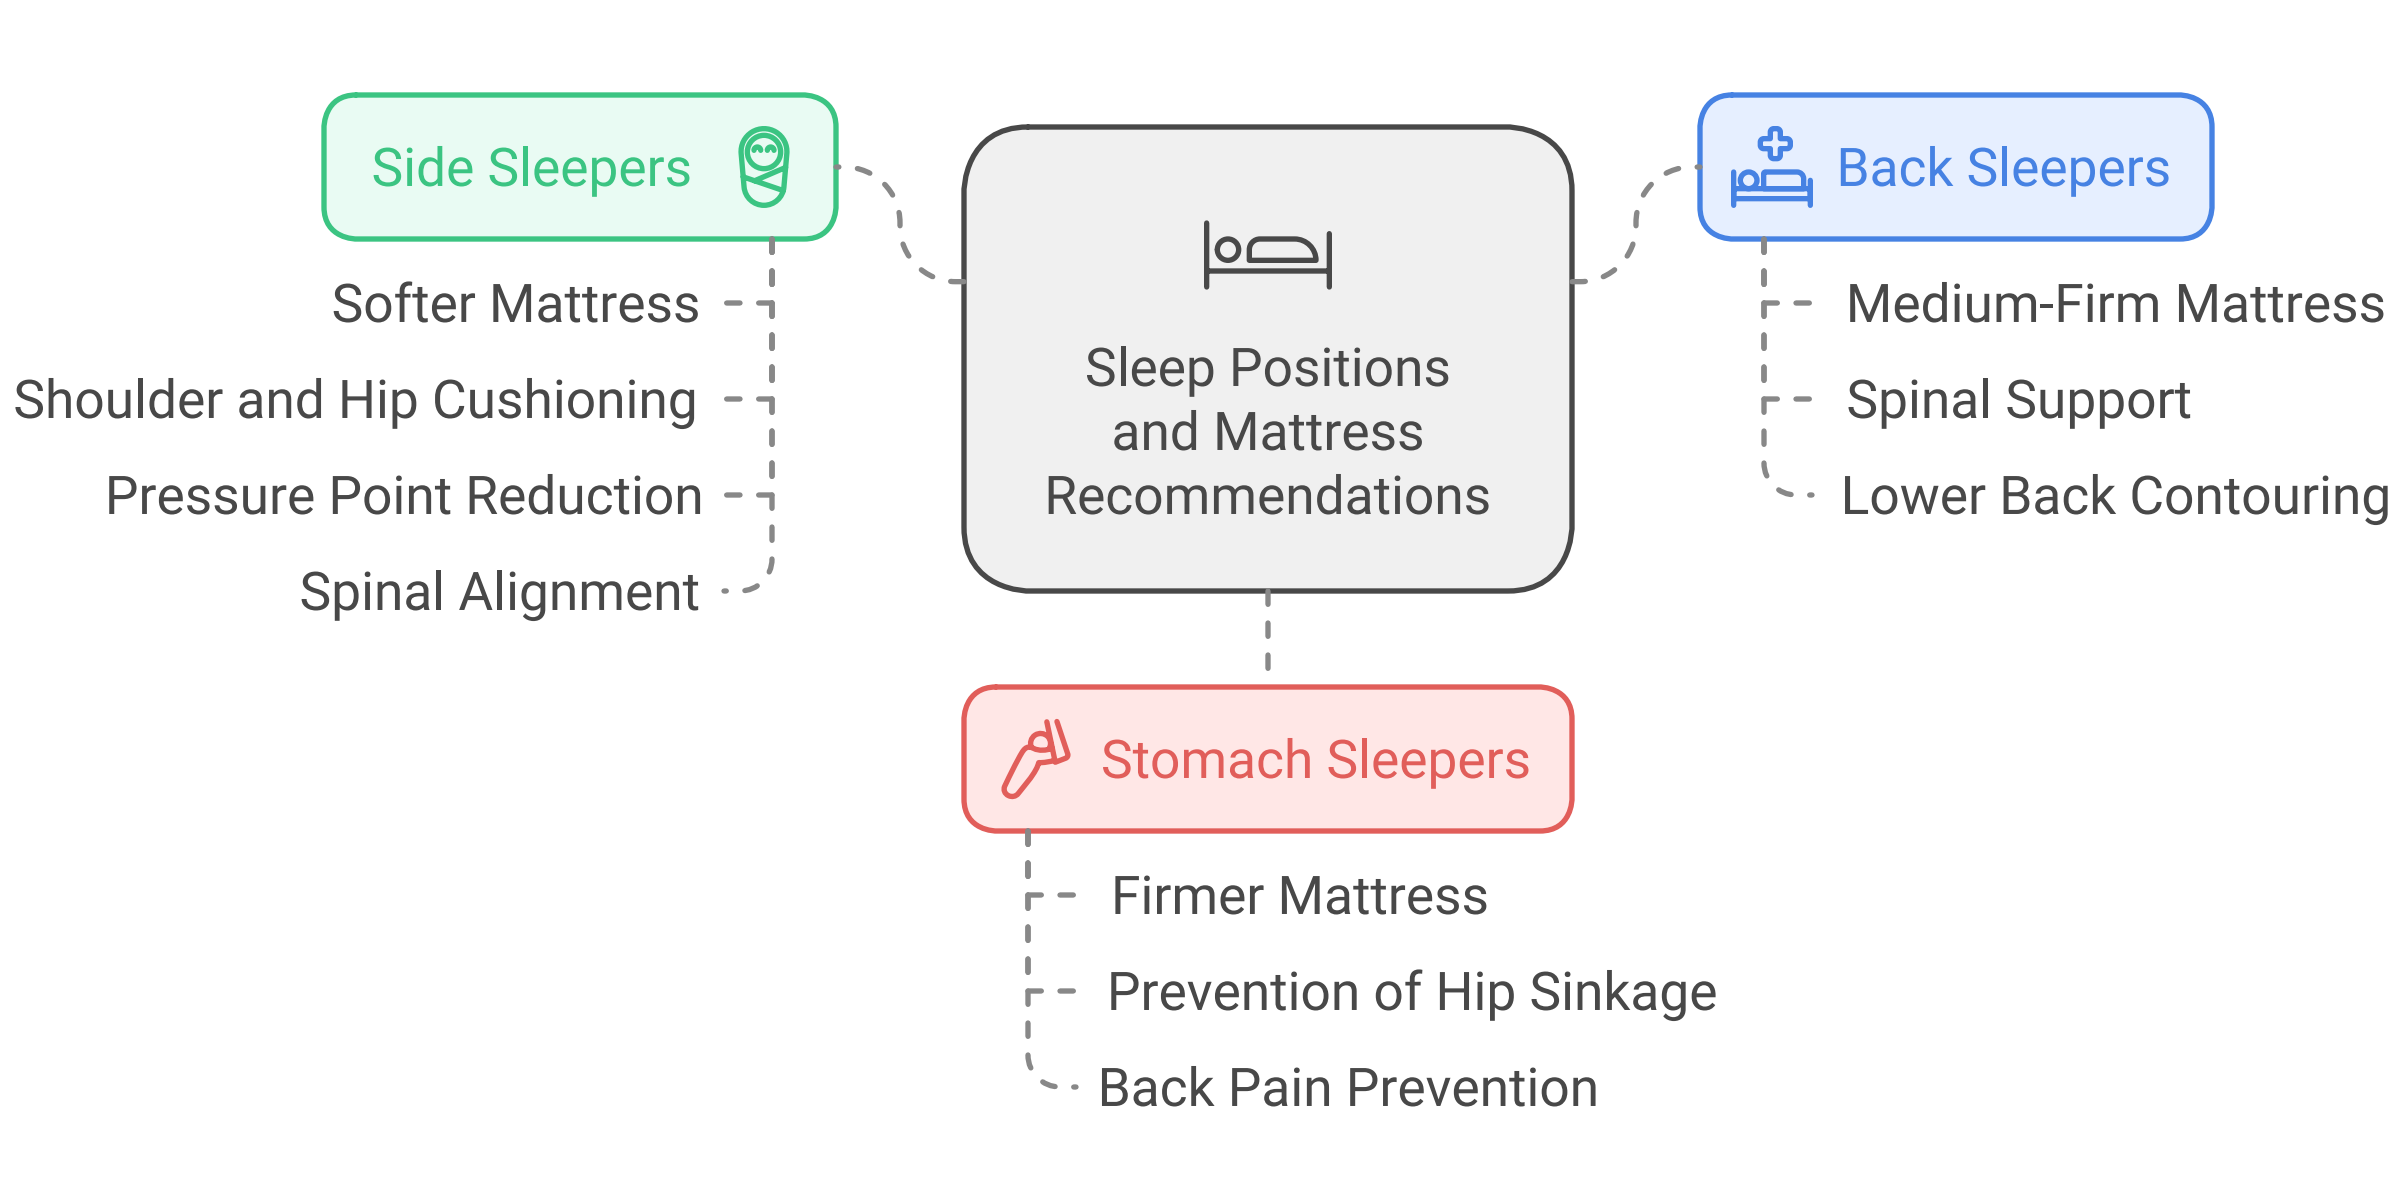 Side Sleepers
Softer Mattress
Shoulder and Hip Cushioning
Pressure Point Reduction
Spinal Alignment
Sleep Positions
and Mattress
Recommendations
Back Sleepers
Medium-Firm Mattress
Spinal Support
Lower Back Contouring
Stomach Sleepers
Firmer Mattress
Prevention of Hip Sinkage
Back Pain Prevention